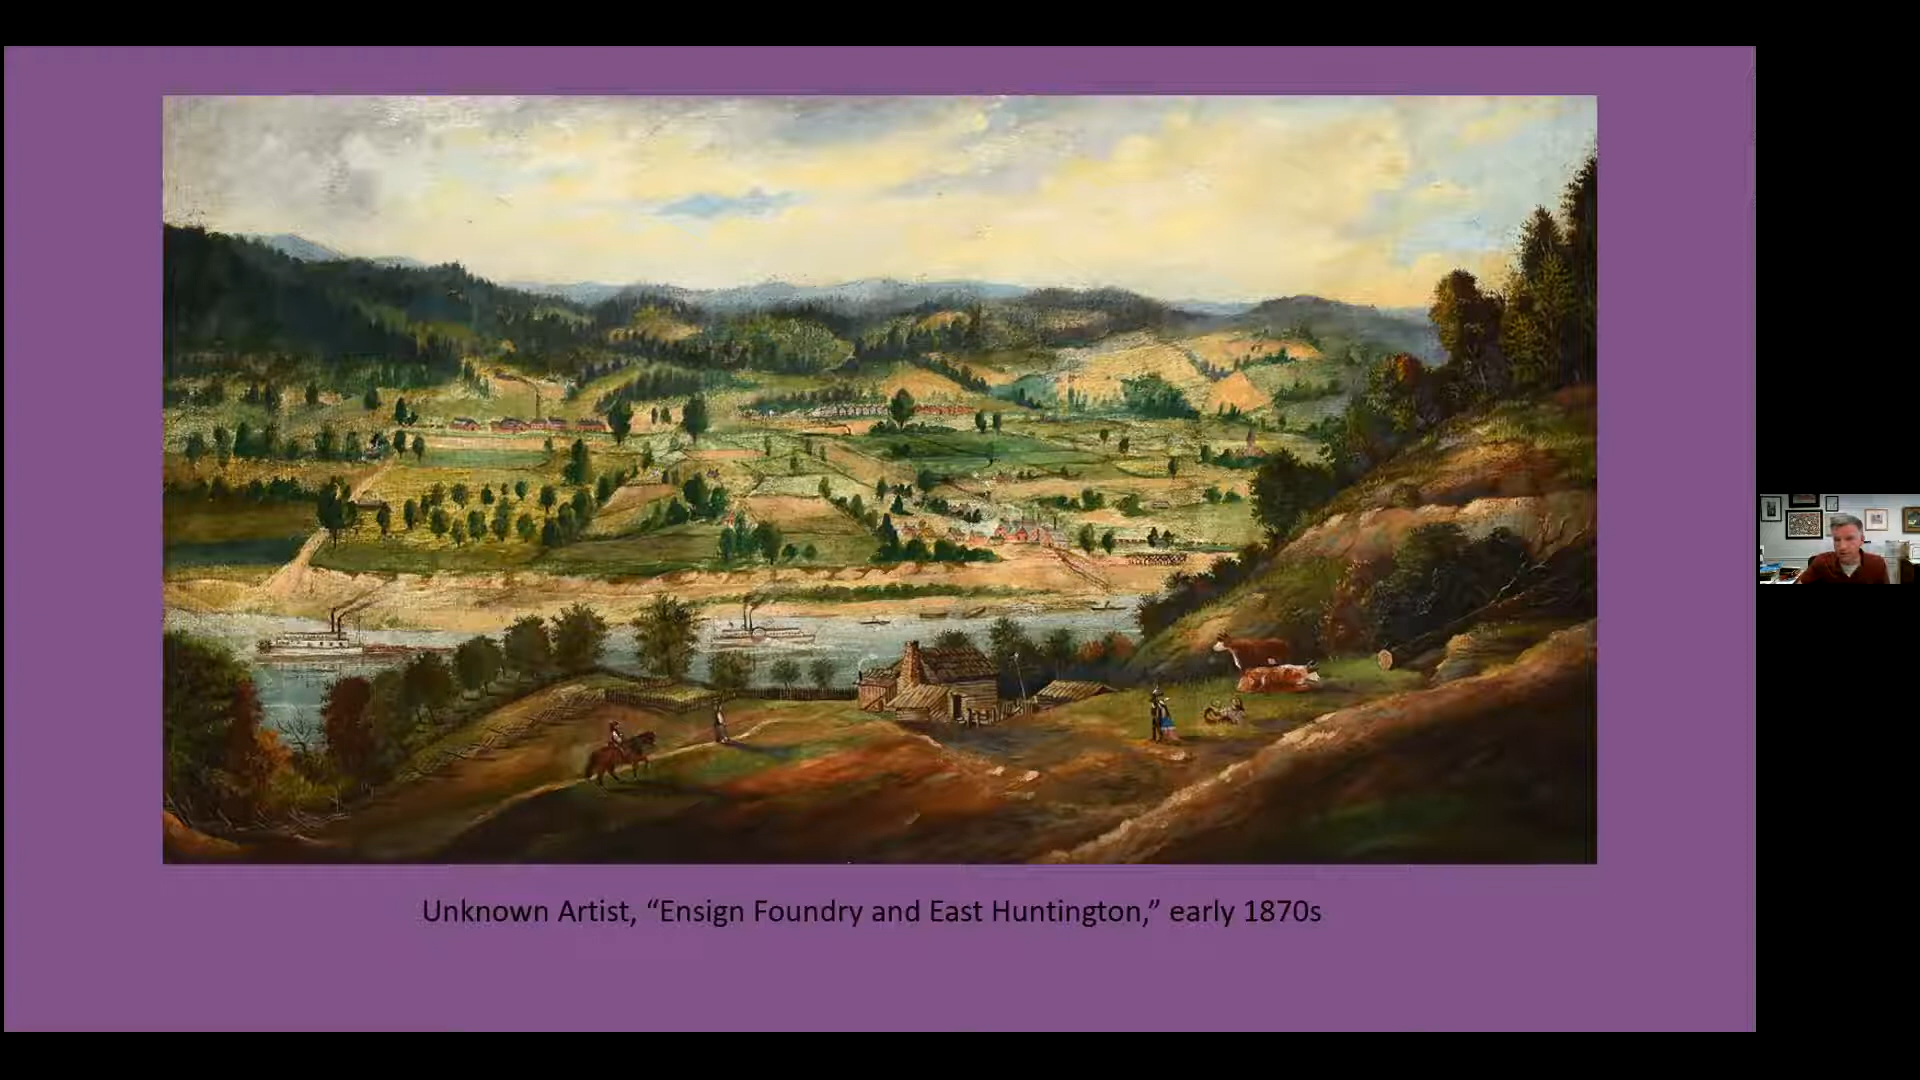 Unknown Artist, “Ensign Foundry and East Huntington,” early 1870s